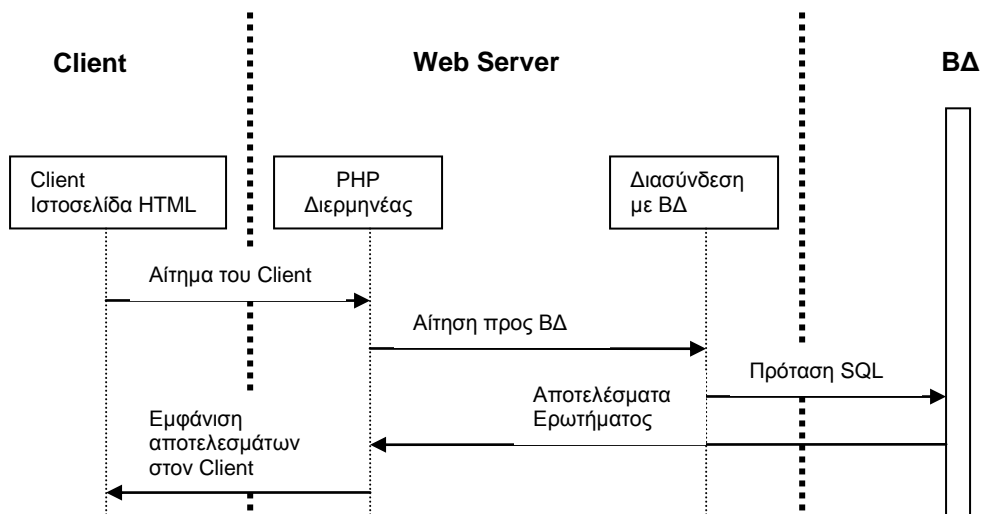 Client
Web Server
ΒΔ
Client
Ιστοσελίδα HTML
PHP
Διερμηνέας
Διασύνδεση
με ΒΔ
Αίτημα του Client
Αίτηση προς ΒΔ
Πρόταση SQL
Αποτελέσματα
Ερωτήματος
Εμφάνιση
αποτελεσμάτων
στον Client